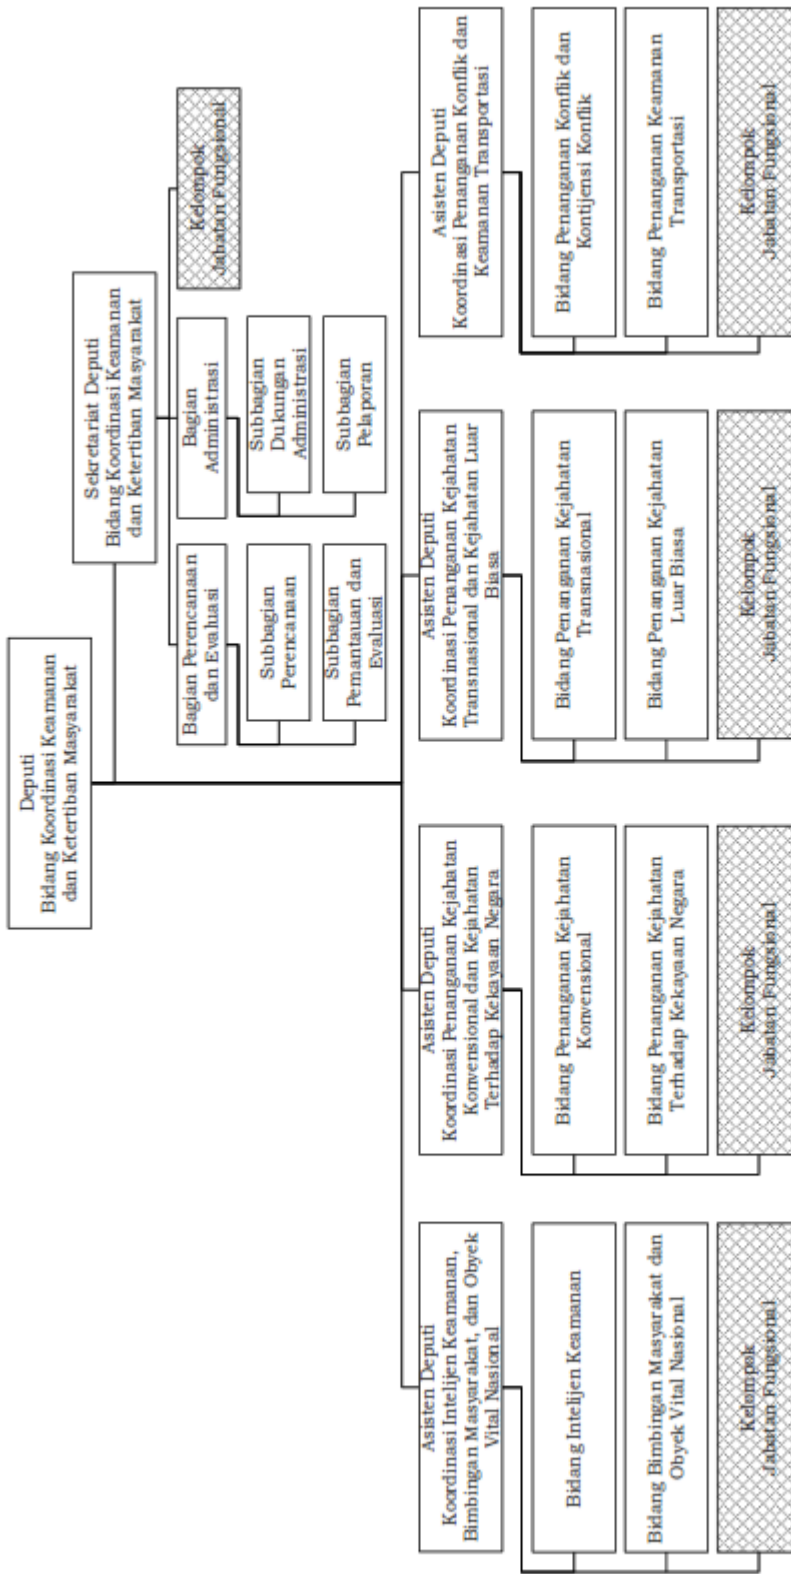 Deputi
Bidang Koordinasi Keamanan
dan Ketertiban Masyarakat
Sekretariat Deputi
Bidang Koordinasi Keamanan
dan Ketertiban Masyarakat
Bagian Perencanaan
dan Evaluasi
Bagian
Administrasi
Kelompok
Jabatan Fungsional
Subbagian
Perencanaan
Subbagian
Dukungan
Administrasi
Subbagian
Pemantauan dan
Evaluasi
Subbagian
Pelaporan
Asisten Deputi
Koordinasi Intelijen Keamanan,
Bimbingan Masyarakat, dan Obyek
Vital Nasional
Asisten Deputi
Koordinasi Penanganan Kejahatan
Konvensional dan Kejahatan
Terhadap Kekayaan Negara
Asisten Deputi
Koordinasi Penanganan Kejahatan
Transnasional dan Kejahatan Luar
Biasa
Asisten Deputi
Koordinasi Penanganan Konflik dan
Keamanan Transportasi
Bidang Intelijen Keamanan
Bidang Penanganan Kejahatan
Konvensional
Bidang Penanganan Kejahatan
Transnasional
Bidang Penanganan Konflik dan
Kontijensi Konflik
Bidang Bimbingan Masyarakat dan
Obyek Vital Nasional
Bidang Penanganan Kejahatan
Terhadap Kekayaan Negara
Bidang Penanganan Kejahatan
Luar Biasa
Bidang Penanganan Keamanan
Transportasi
Kelompok
Jabatan Fungsional
Kelompok
Jabatan Fungsional
Kelompok
Jabatan Fungsional
Kelompok
Jabatan Fungsional